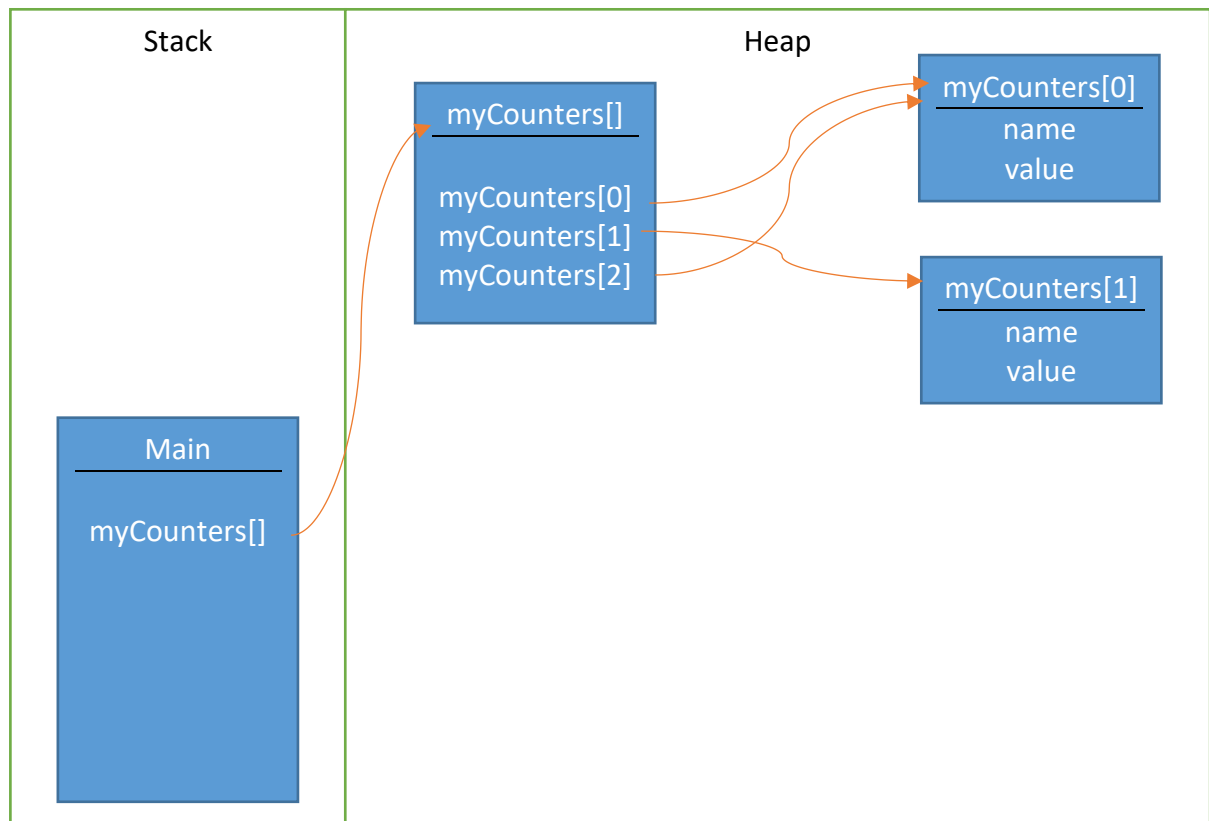 Stack
Heap
myCounters[]
myCounters[0]
myCounters[1]
myCounters[2]
myCounters[0]
name
value
myCounters[1]
name
value
Main
myCounters[]